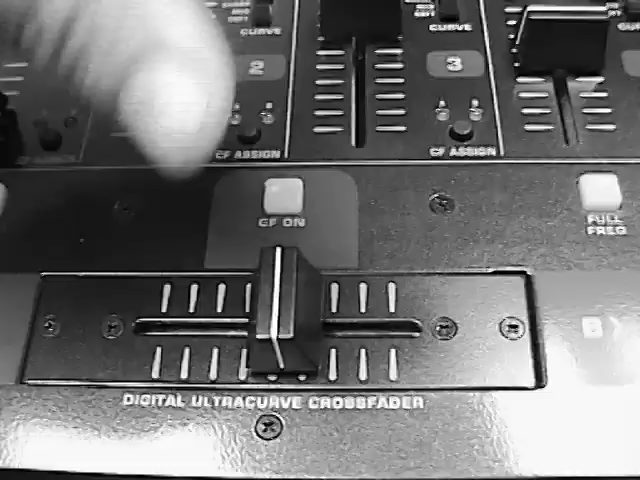 CURVE
CURVE
2
3
CF ASSIGN
CF ASSIGN
CF ON
FULL
FREQ
B
DIGITAL ULTRACURVE CROSSFADER